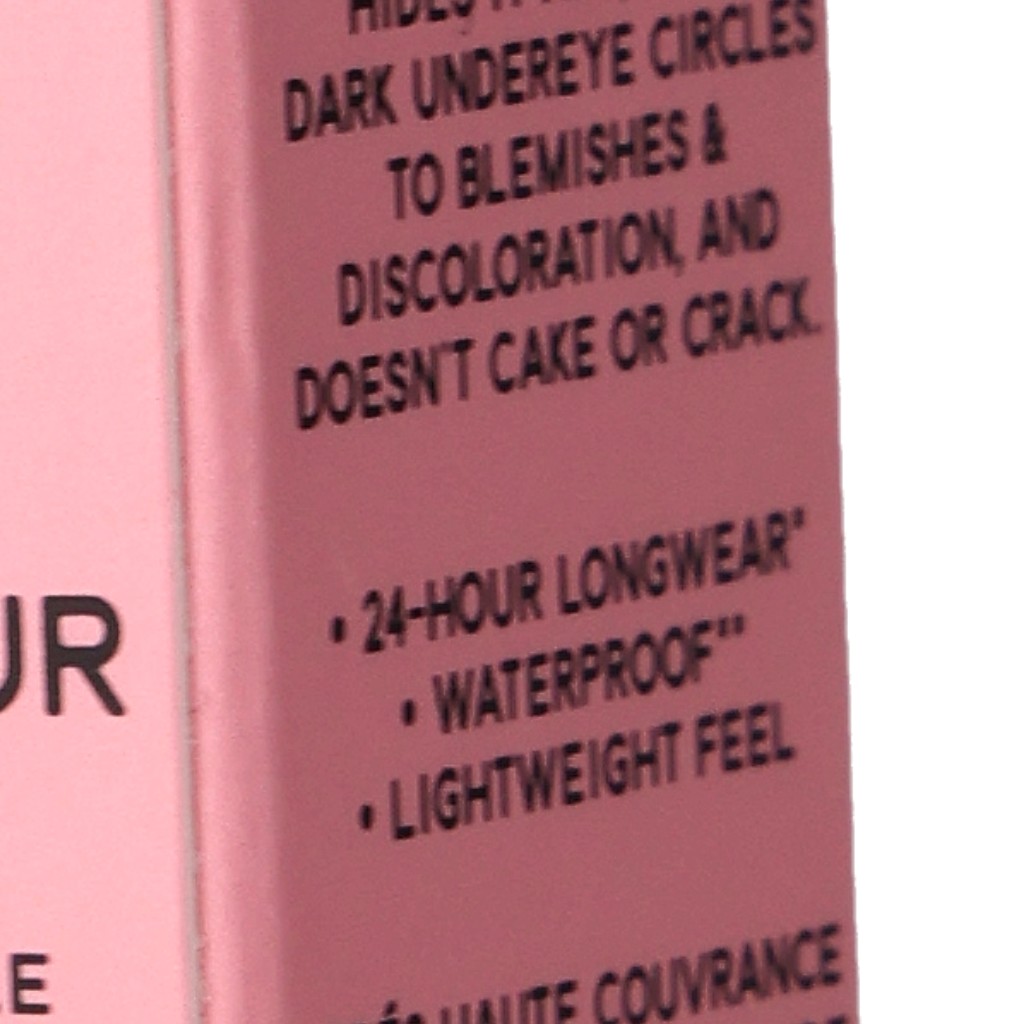 HIDES
DARK UNDEREYE CIRCLES
TO BLEMISHES &
DISCOLORATION, AND
DOESN'T CAKE OR CRACK.
• 24-HOUR LONGWEAR*
• WATERPROOF**
• LIGHTWEIGHT FEEL
UR
E
HAUTE COUVRANCE